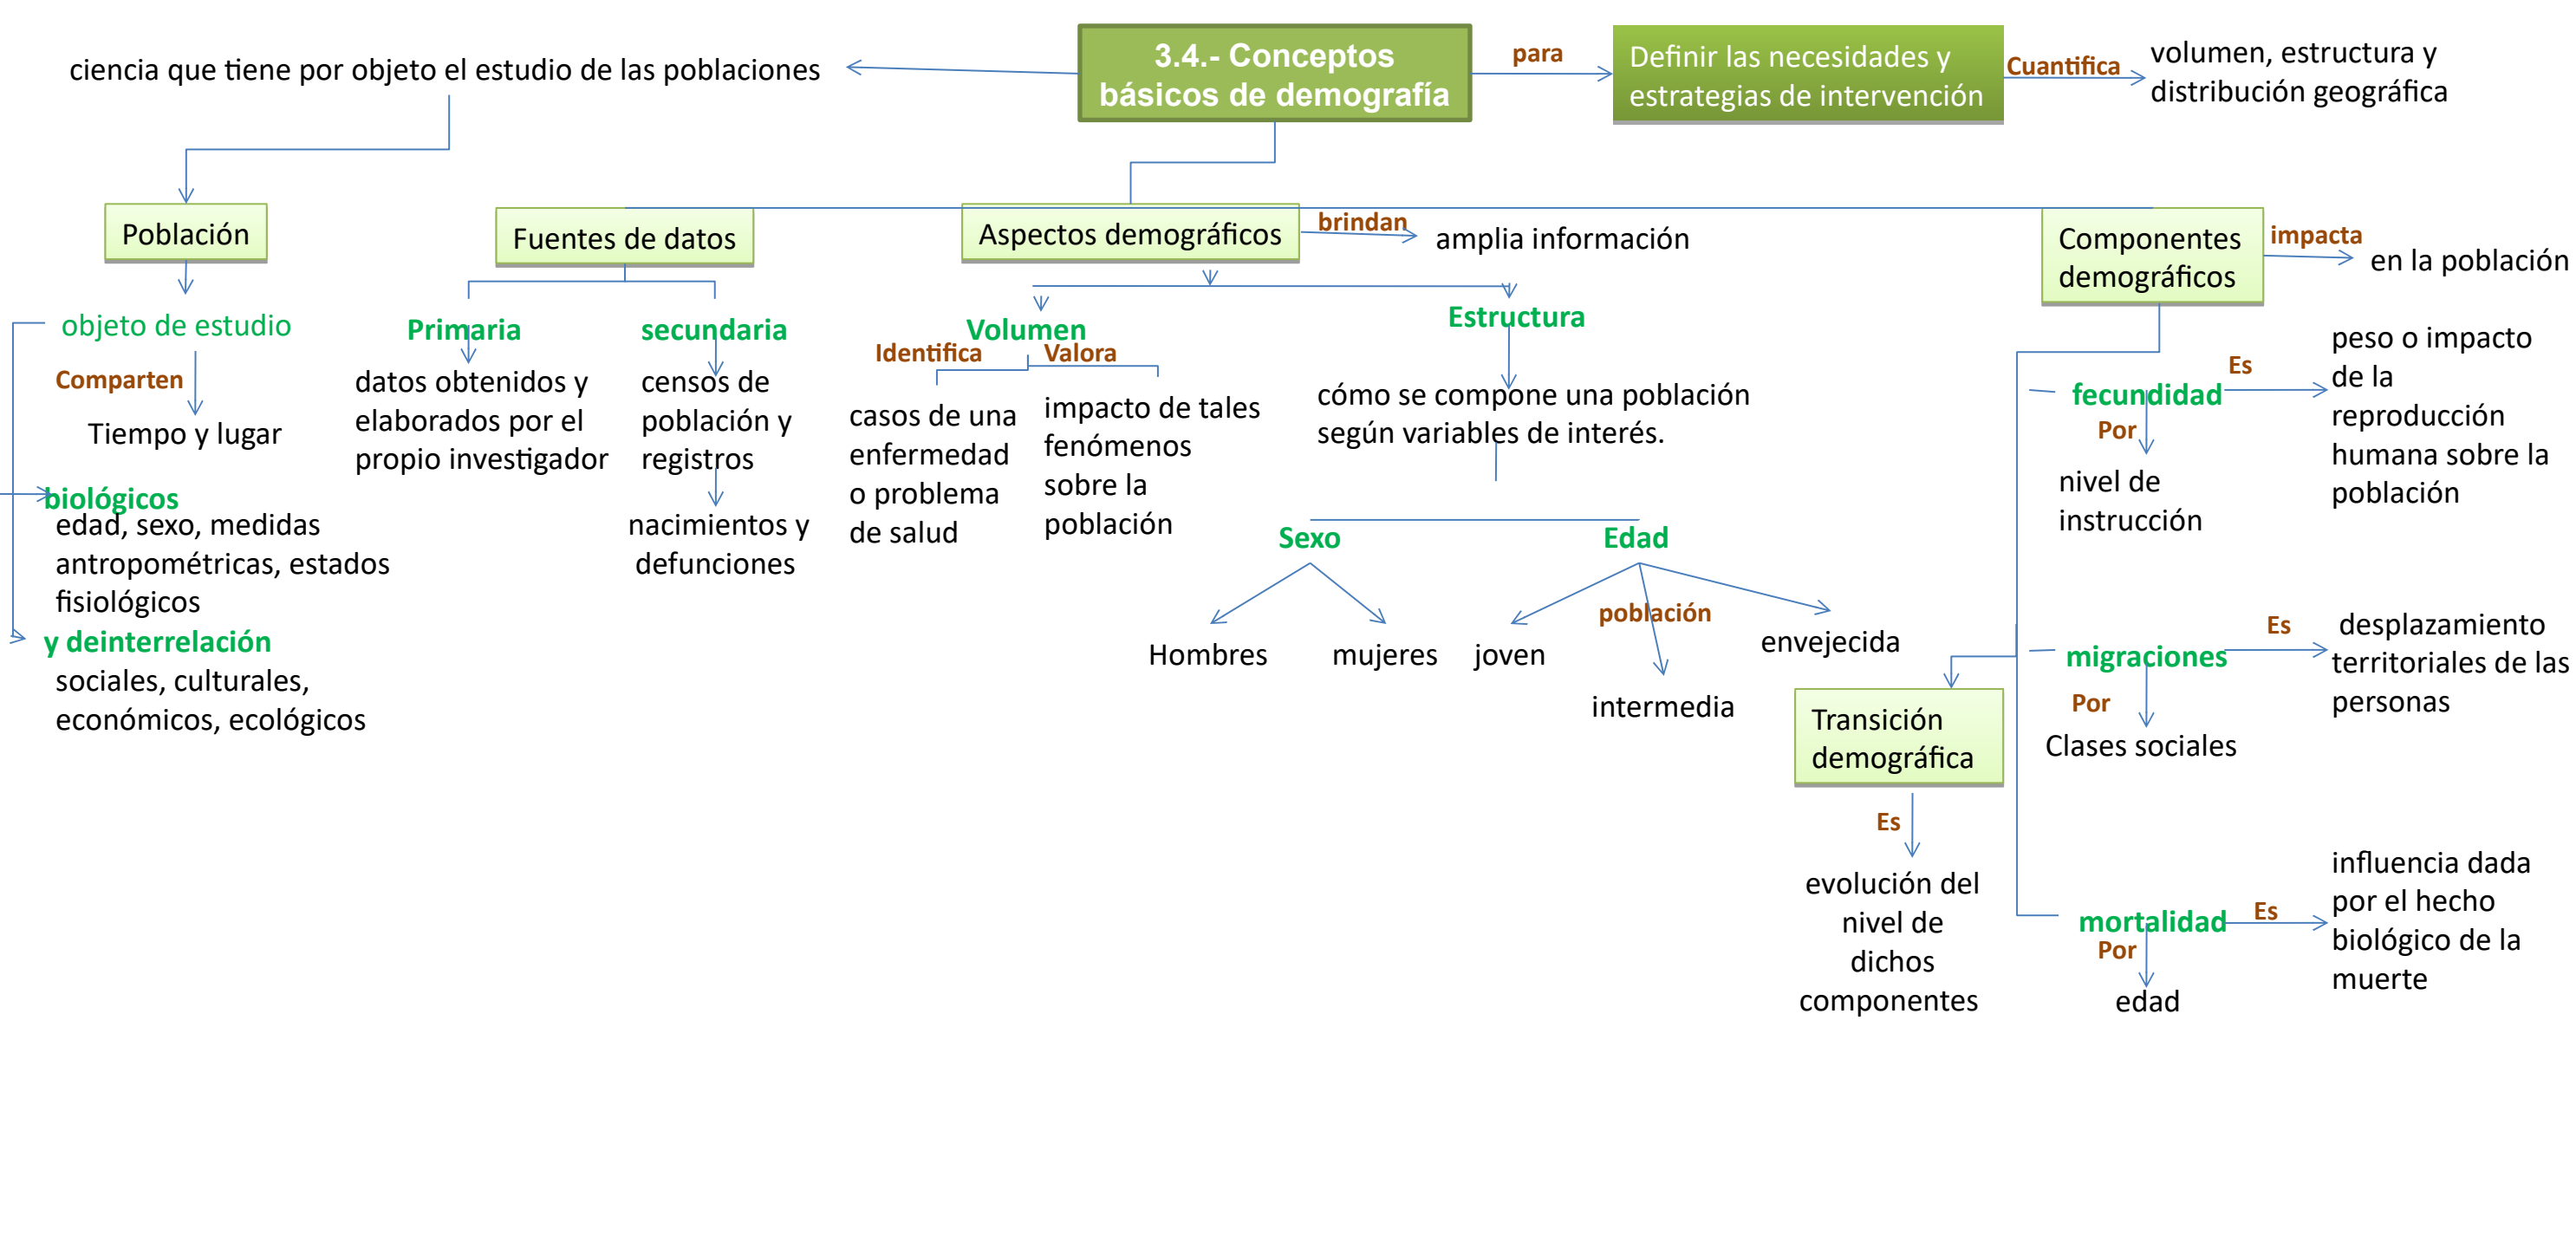 3.4.- Conceptos
básicos de demografía
para
Definir las necesidades y
estrategias de intervención
Cuantifica
volumen, estructura y
distribución geográfica
ciencia que tiene por objeto el estudio de las poblaciones
Población
objeto de estudio
Comparten
Tiempo y lugar
biológicos
edad, sexo, medidas
antropométricas, estados
fisiológicos
y deinterrelación
sociales, culturales,
económicos, ecológicos
Fuentes de datos
Primaria
datos obtenidos y
elaborados por el
propio investigador
secundaria
censos de
población y
registros
nacimientos y
defunciones
Aspectos demográficos
brindan
amplia información
Volumen
Identifica
casos de una
enfermedad
o problema
de salud
Valora
impacto de tales
fenómenos
sobre la
población
Estructura
cómo se compone una población
según variables de interés.
Sexo
Hombres
mujeres
Edad
población
joven
intermedia
envejecida
Componentes
demográficos
impacta
en la población
fecundidad
Es
peso o impacto
de la
reproducción
humana sobre la
población
Por
nivel de
instrucción
migraciones
Es
desplazamiento
territoriales de las
personas
Por
Clases sociales
mortalidad
Es
influencia dada
por el hecho
biológico de la
muerte
Por
edad
Transición
demográfica
Es
evolución del
nivel de
dichos
componentes